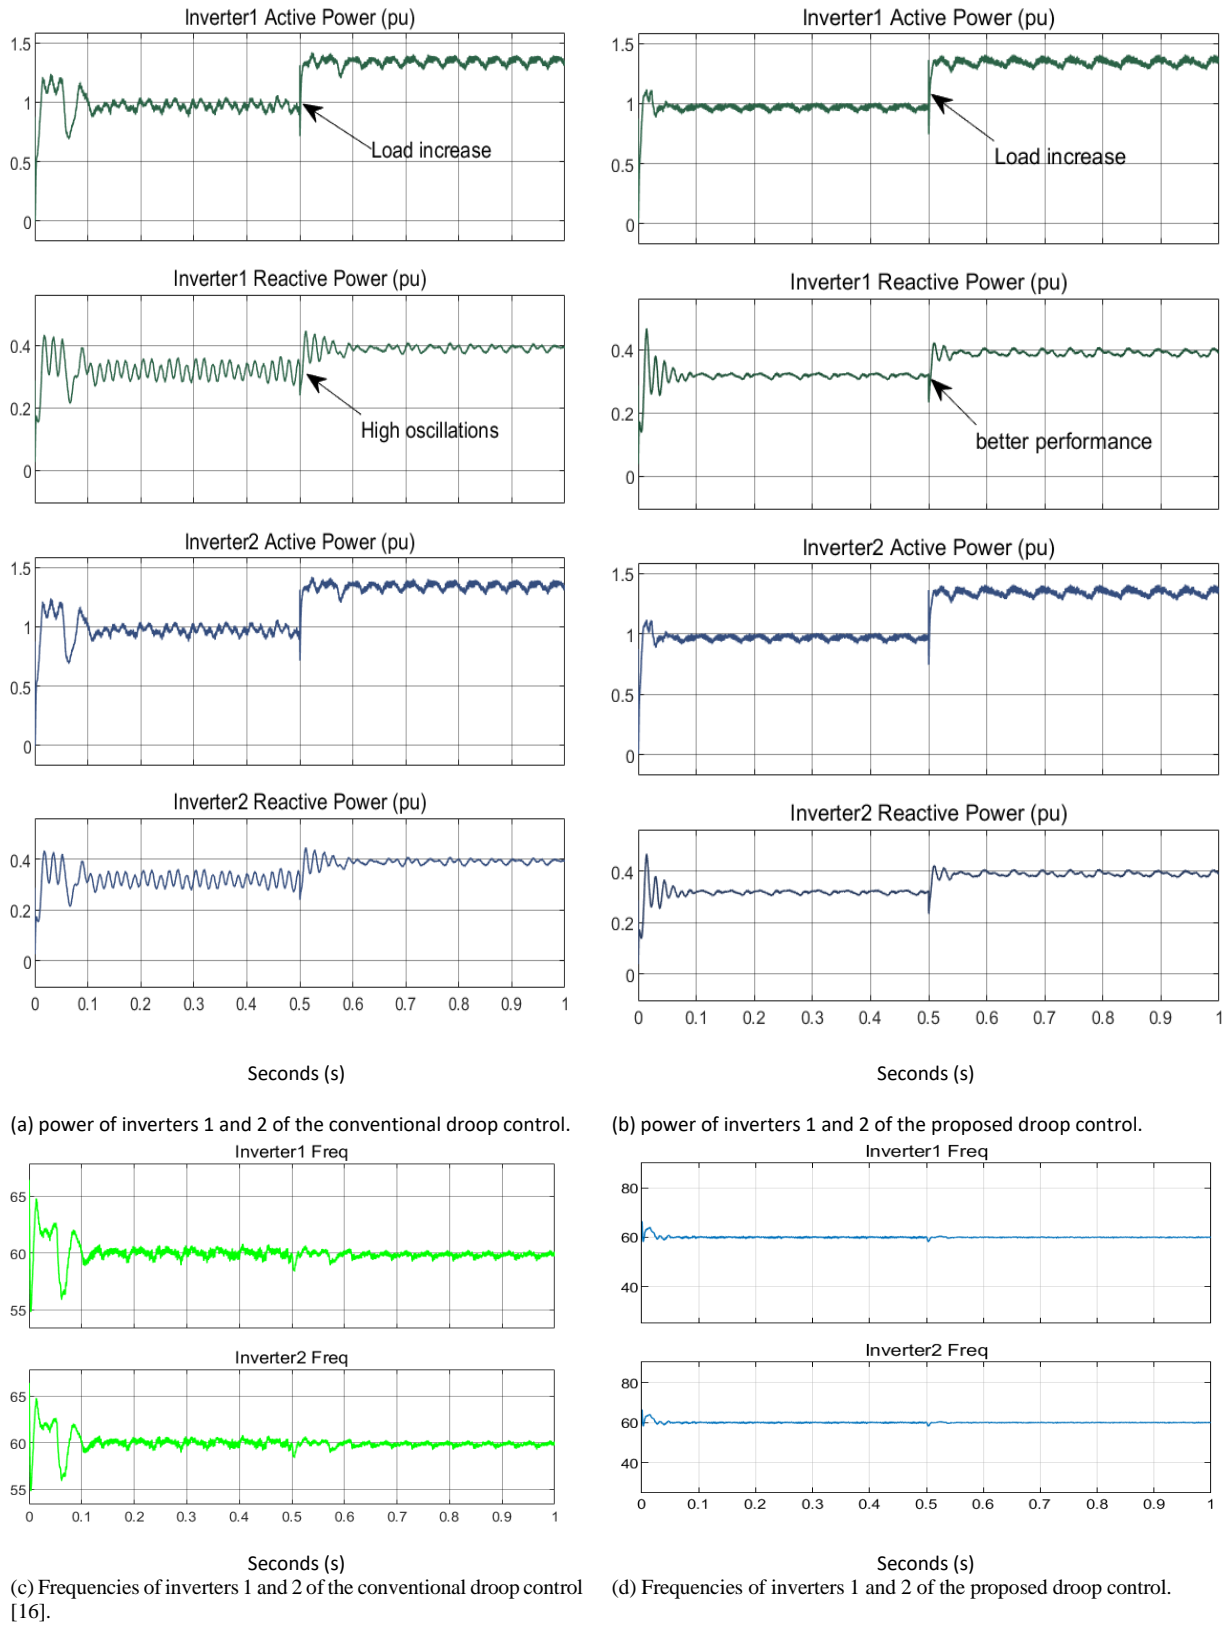 Inverter1 Active Power (pu)
1.5
1
0.5
0
Load increase
Inverter1 Reactive Power (pu)
0.4
0.2
0
High oscillations
Inverter2 Active Power (pu)
1.5
1
0.5
0
Inverter2 Reactive Power (pu)
0.4
0.2
0
0 0.1 0.2 0.3 0.4 0.5 0.6 0.7 0.8 0.9 1
Seconds (s)
(a) power of inverters 1 and 2 of the conventional droop control.
Inverter1 Active Power (pu)
1.5
1
0.5
0
Load increase
Inverter1 Reactive Power (pu)
0.4
0.2
0
better performance
Inverter2 Active Power (pu)
1.5
1
0.5
0
Inverter2 Reactive Power (pu)
0.4
0.2
0
0 0.1 0.2 0.3 0.4 0.5 0.6 0.7 0.8 0.9 1
Seconds (s)
(b) power of inverters 1 and 2 of the proposed droop control.
Inverter1 Freq
65
60
55
Inverter2 Freq
65
60
55
0 0.1 0.2 0.3 0.4 0.5 0.6 0.7 0.8 0.9 1
Seconds (s)
(c) Frequencies of inverters 1 and 2 of the conventional droop control
[16].
Inverter1 Freq
80
60
40
Inverter2 Freq
80
60
40
0 0.1 0.2 0.3 0.4 0.5 0.6 0.7 0.8 0.9 1
Seconds (s)
(d) Frequencies of inverters 1 and 2 of the proposed droop control.